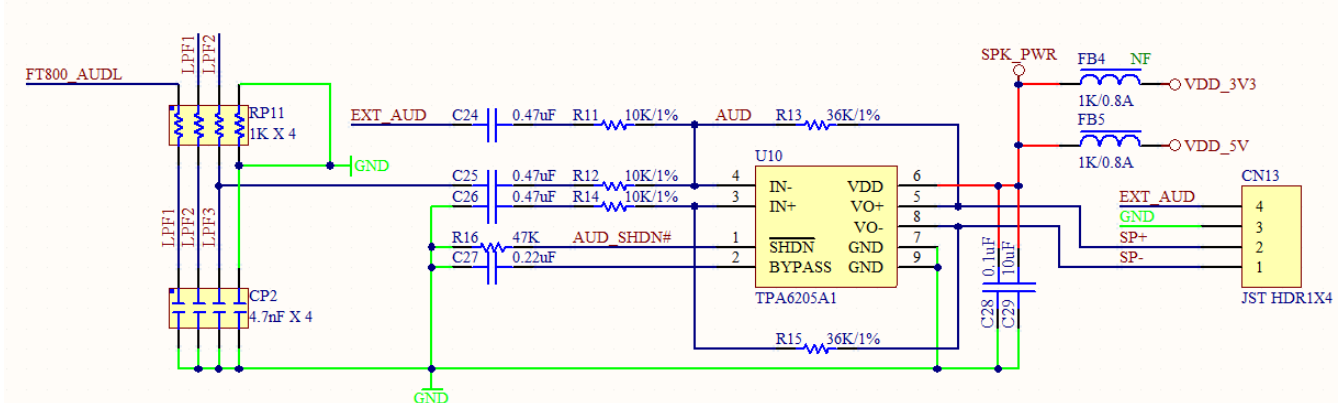 FT800_AUDL
LPF1
LPF2
RP11
1K X 4
GND
LPF1
LPF2
LPF3
CP2
4.7nF X 4
GND
EXT_AUD
C24
0.47uF
R11
10K/1%
AUD
R13
36K/1%
C25
0.47uF
R12
10K/1%
C26
0.47uF
R14
10K/1%
R16
47K
AUD_SHDN#
C27
0.22uF
U10
4
IN-
VDD
6
3
IN+
VO+
5
VO-
8
1
SHDN
GND
7
2
BYPASS
GND
9
TPA6205A1
R15
36K/1%
SPK_PWR
FB4
NF
VDD_3V3
1K/0.8A
FB5
VDD_5V
1K/0.8A
0.1uF
10uF
C28
C29
CN13
EXT_AUD
4
GND
3
SP+
2
SP-
1
JST HDR1X4